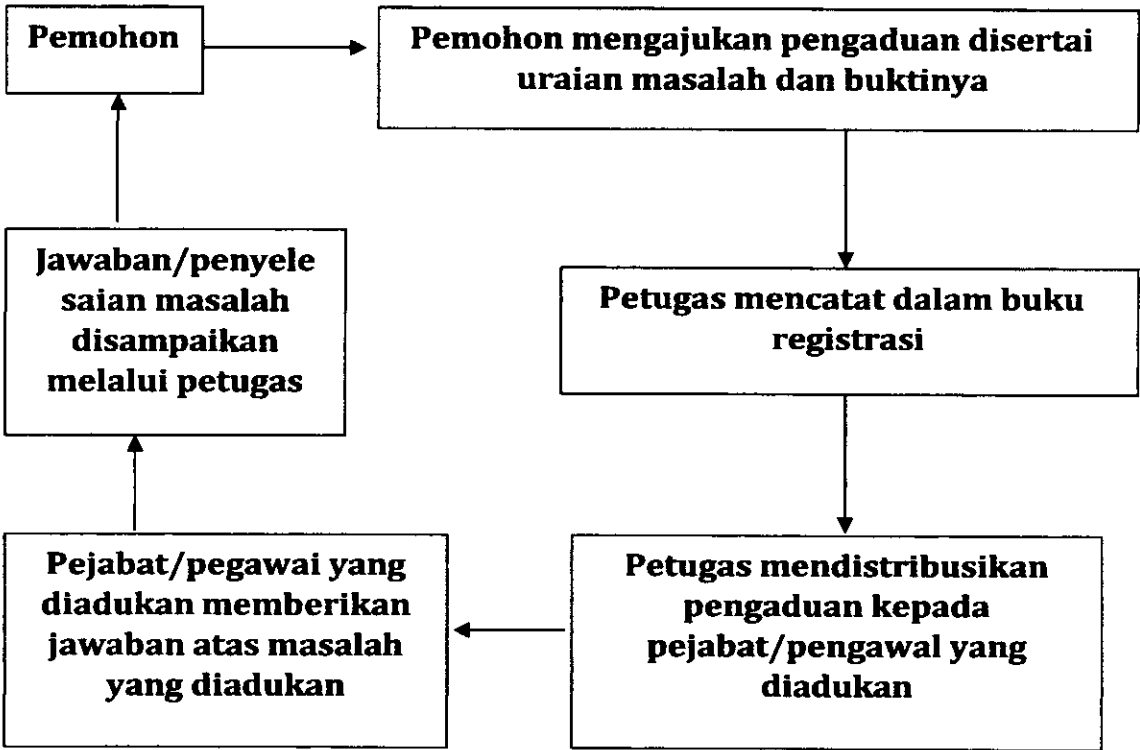 Pemohon
Pemohon mengajukan pengaduan disertai
uraian masalah dan buktinya
Petugas mencatat dalam buku
registrasi
Petugas mendistribusikan
pengaduan kepada
pejabat/pengawal yang
diadukan
Pejabat/pegawai yang
diadukan memberikan
jawaban atas masalah
yang diadukan
Jawaban/penyele
saian masalah
disampaikan
melalui petugas